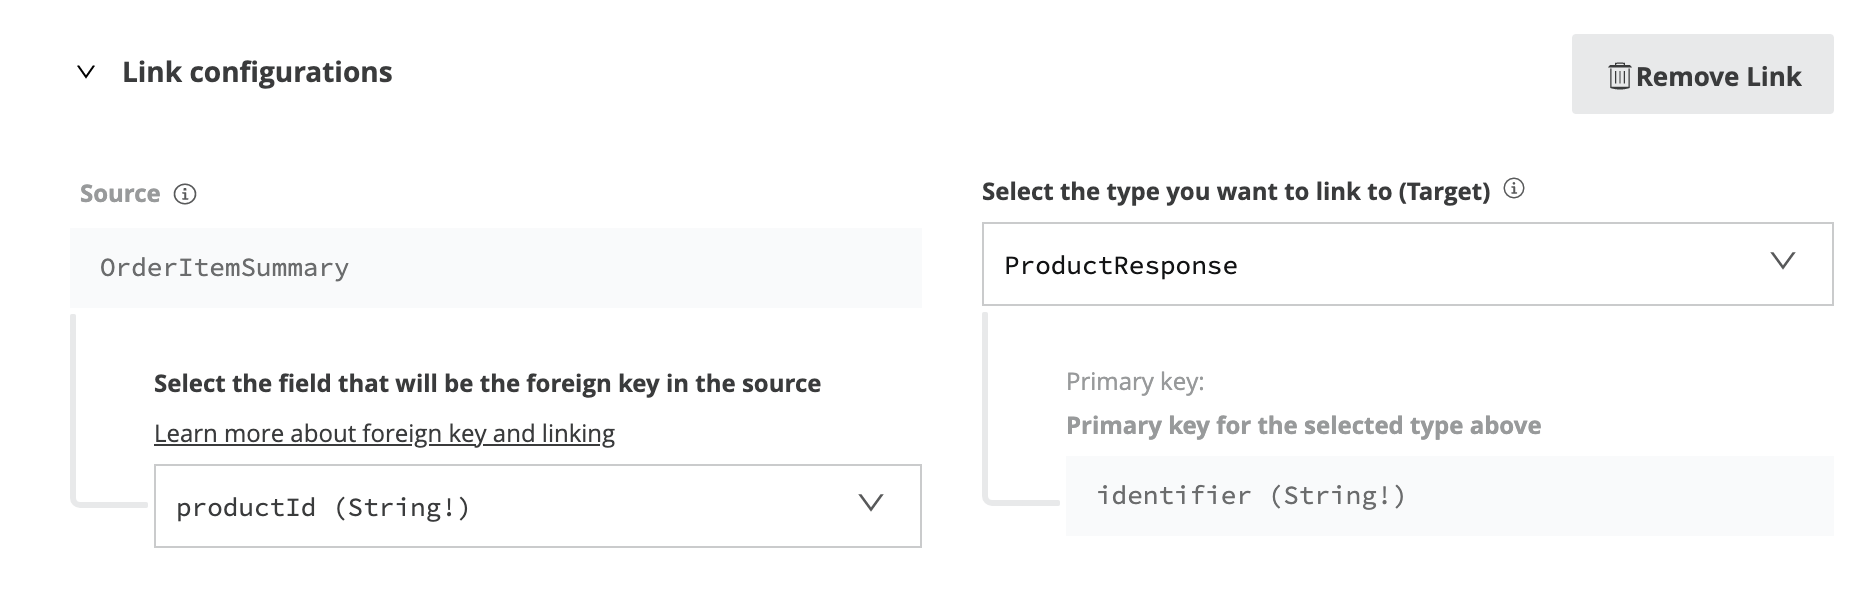 Link configurations
Remove Link
Source
OrderItemSummary
Select the field that will be the foreign key in the source
Learn more about foreign key and linking
productId (String!)
Select the type you want to link to (Target)
ProductResponse
Primary key:
Primary key for the selected type above
identifier (String!)